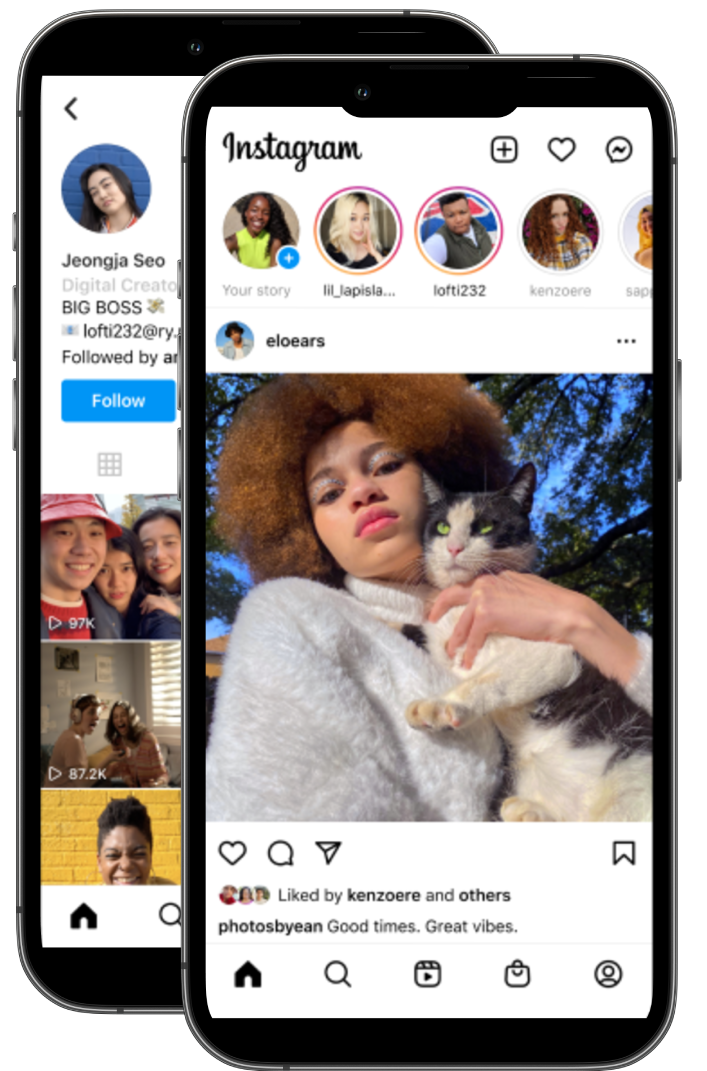 Jeongja Seo
Digital Creato
BIG BOSS 💸
📧 lofti232@ry.
Followed by ar
Follow
97K
87.2K
Instagram
Your story
lil_lapisla...
lofti232
kenzoere
sap
eloears
Liked by kenzoere and others
photosbyean Good times. Great vibes.